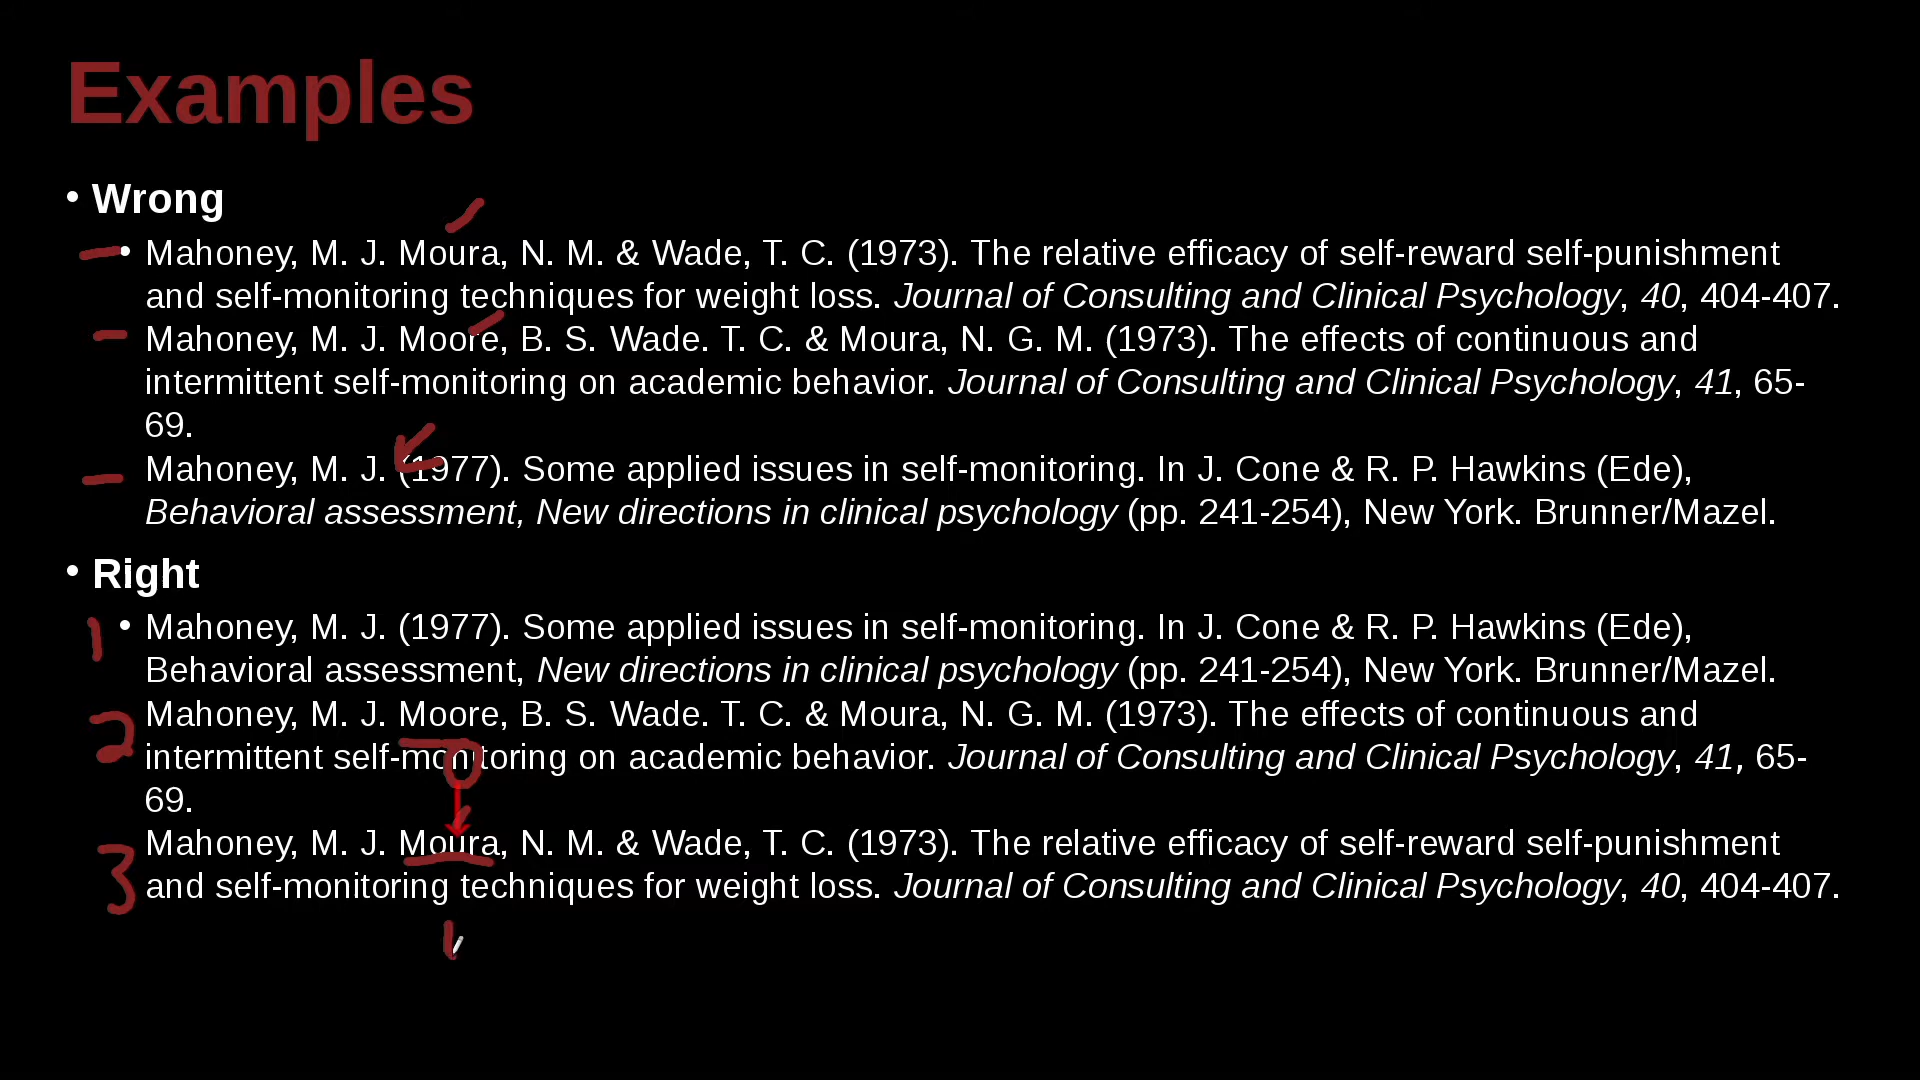 Examples
• Wrong
• Mahoney, M. J. Moura, N. M. & Wade, T. C. (1973). The relative efficacy of self-reward self-punishment
and self-monitoring techniques for weight loss. Journal of Consulting and Clinical Psychology, 40, 404-407.
Mahoney, M. J. Moore, B. S. Wade. T. C. & Moura, N. G. M. (1973). The effects of continuous and
intermittent self-monitoring on academic behavior. Journal of Consulting and Clinical Psychology, 41, 65-
69.
Mahoney, M. J. (1977). Some applied issues in self-monitoring. In J. Cone & R. P. Hawkins (Ede),
Behavioral assessment, New directions in clinical psychology (pp. 241-254), New York. Brunner/Mazel.
• Right
1 • Mahoney, M. J. (1977). Some applied issues in self-monitoring. In J. Cone & R. P. Hawkins (Ede),
Behavioral assessment, New directions in clinical psychology (pp. 241-254), New York. Brunner/Mazel.
2 Mahoney, M. J. Moore, B. S. Wade. T. C. & Moura, N. G. M. (1973). The effects of continuous and
intermittent self-monitoring on academic behavior. Journal of Consulting and Clinical Psychology, 41, 65-
69.
3 Mahoney, M. J. Moura, N. M. & Wade, T. C. (1973). The relative efficacy of self-reward self-punishment
and self-monitoring techniques for weight loss. Journal of Consulting and Clinical Psychology, 40, 404-407.